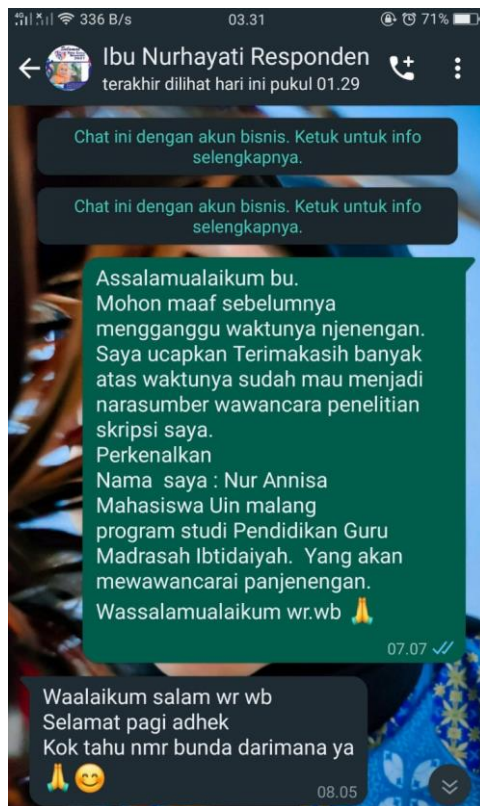 336 B/s
03.31
71%
Ibu Nurhayati Responden
terakhir dilihat hari ini pukul 01.29
Chat ini dengan akun bisnis. Ketuk untuk info
selengkapnya.
Chat ini dengan akun bisnis. Ketuk untuk info
selengkapnya.
Assalamualaikum bu.
Mohon maaf sebelumnya
mengganggu waktunya njenengan.
Saya ucapkan Terimakasih banyak
atas waktunya sudah mau menjadi
narasumber wawancara penelitian
skripsi saya.
Perkenalkan
Nama saya : Nur Annisa
Mahasiswa Uin malang
program studi Pendidikan Guru
Madrasah Ibtidaiyah. Yang akan
mewawancarai panjenengan.
Wassalamualaikum wr.wb 🙏
07.07
Waalaikum salam wr wb
Selamat pagi adhek
Kok tahu nmr bunda darimana ya
🙏😊
08.05